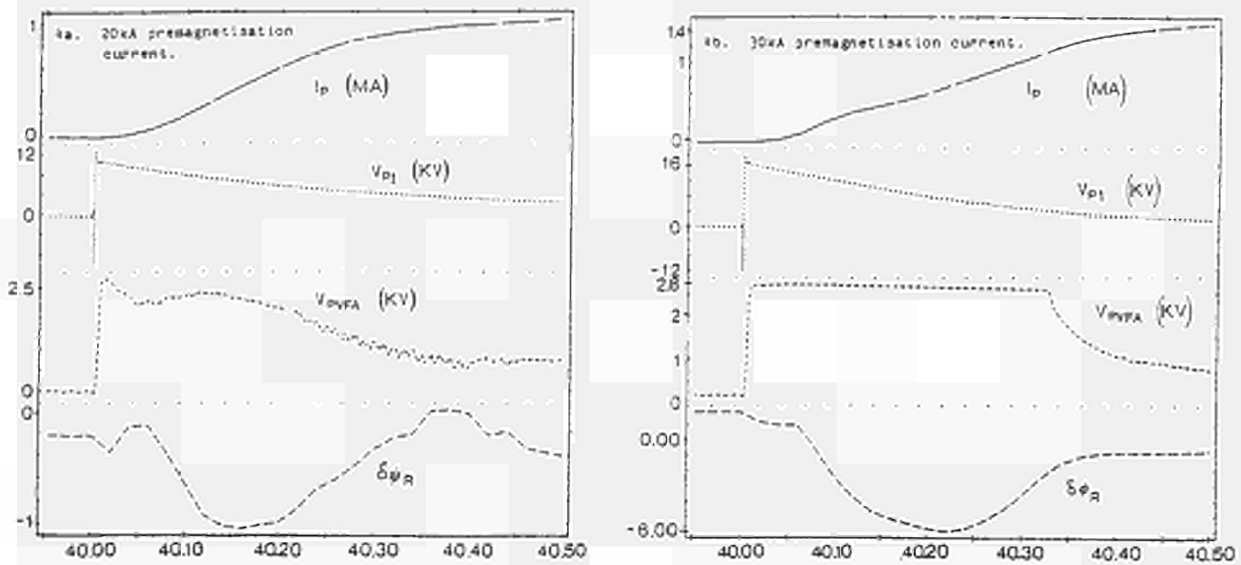 4a. 20kA premagnetisation
current.
1
Ip (MA)
0
12
VP1 (KV)
0
2.5
VPVFA (KV)
0
0
δψR
-1
40.00 40.10 40.20 40.30 40.40 40.50
4b. 30kA premagnetisation current.
1.4
1
Ip (MA)
0
16
VP1 (KV)
0
-12
2.8
2
VPVFA (KV)
1
0
0.00
δφR
-6.00
40.00 40.10 40.20 40.30 40.40 40.50